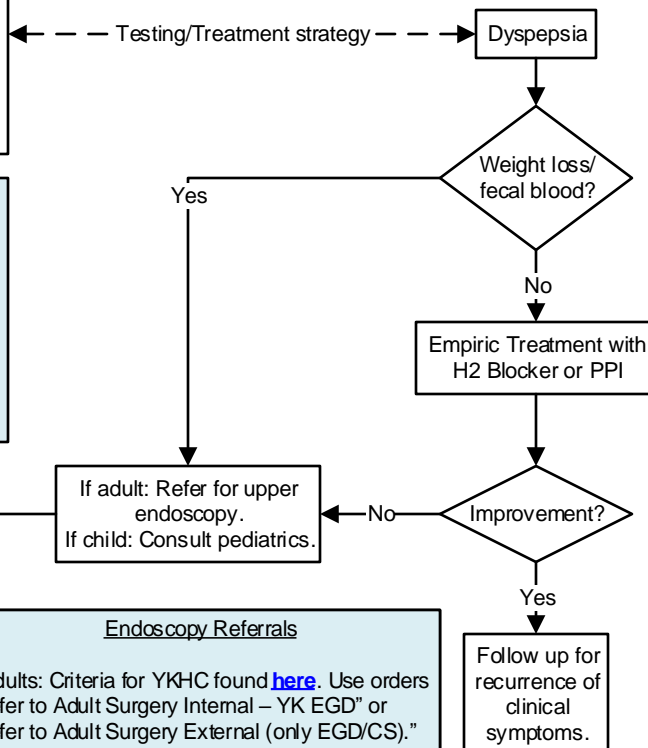 Testing/Treatment strategy
Dyspepsia
Weight loss/
fecal blood?
Yes
No
Empiric Treatment with
H2 Blocker or PPI
If adult: Refer for upper
endoscopy.
If child: Consult pediatrics.
No
Improvement?
Yes
Follow up for
recurrence of
clinical
symptoms.
Endoscopy Referrals
dults: Criteria for YKHC found here. Use orders
fer to Adult Surgery Internal – YK EGD” or
fer to Adult Surgery External (only EGD/CS).”